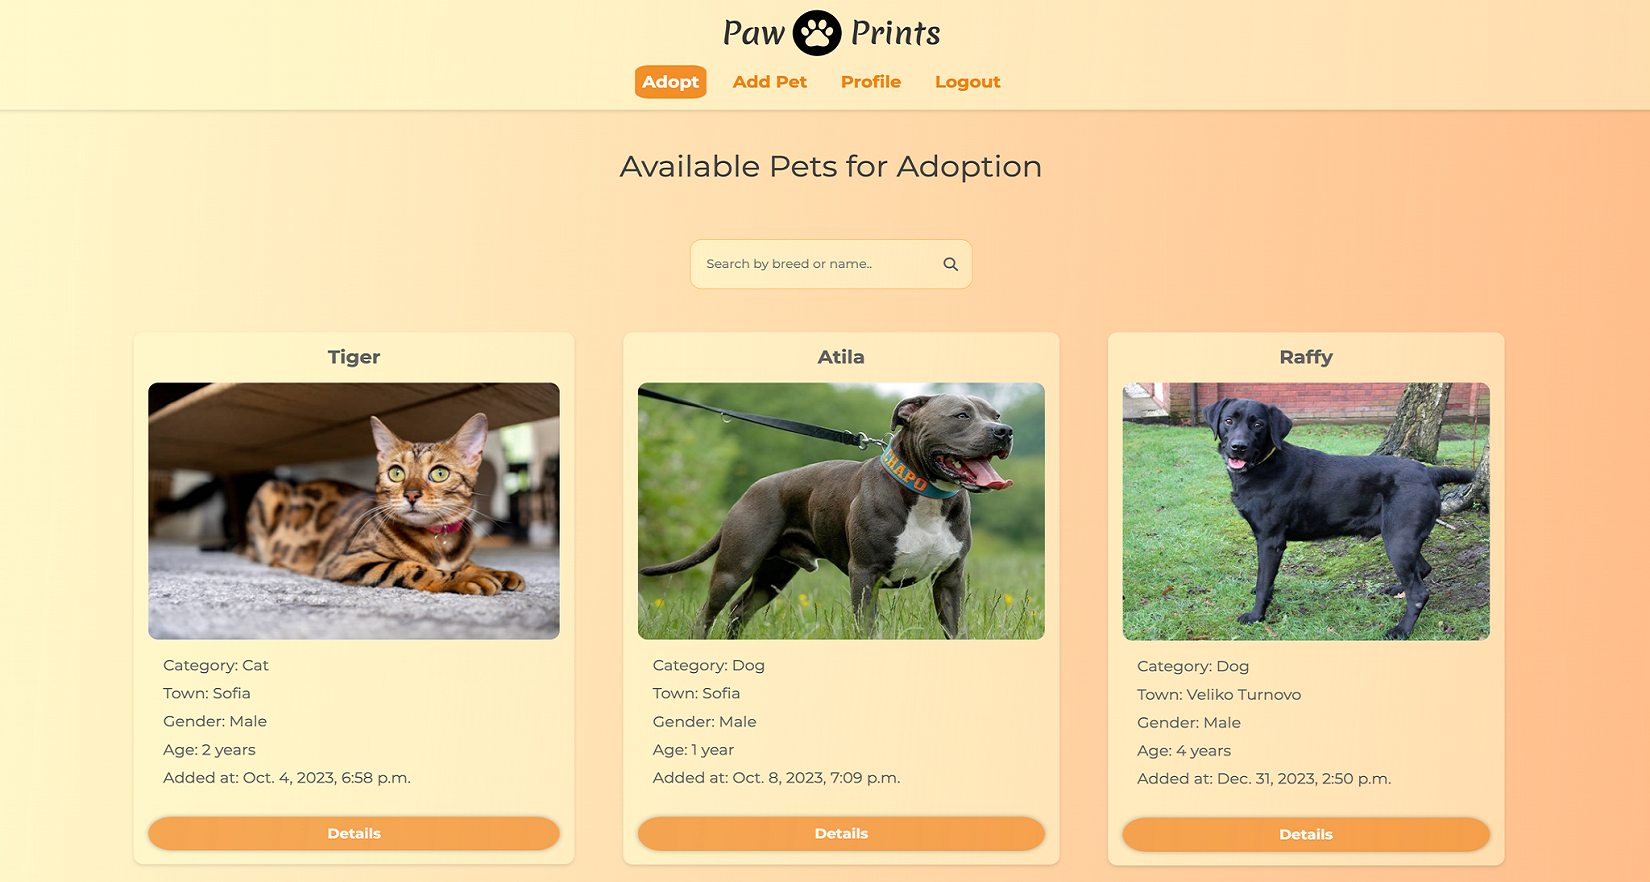 Paw Prints
Adopt Add Pet Profile Logout
Available Pets for Adoption
Search by breed or name..
Tiger
Category: Cat
Town: Sofia
Gender: Male
Age: 2 years
Added at: Oct. 4, 2023, 6:58 p.m.
Details
Atila
CHAPO
Category: Dog
Town: Sofia
Gender: Male
Age: 1 year
Added at: Oct. 8, 2023, 7:09 p.m.
Details
Raffy
Category: Dog
Town: Veliko Turnovo
Gender: Male
Age: 4 years
Added at: Dec. 31, 2023, 2:50 p.m.
Details